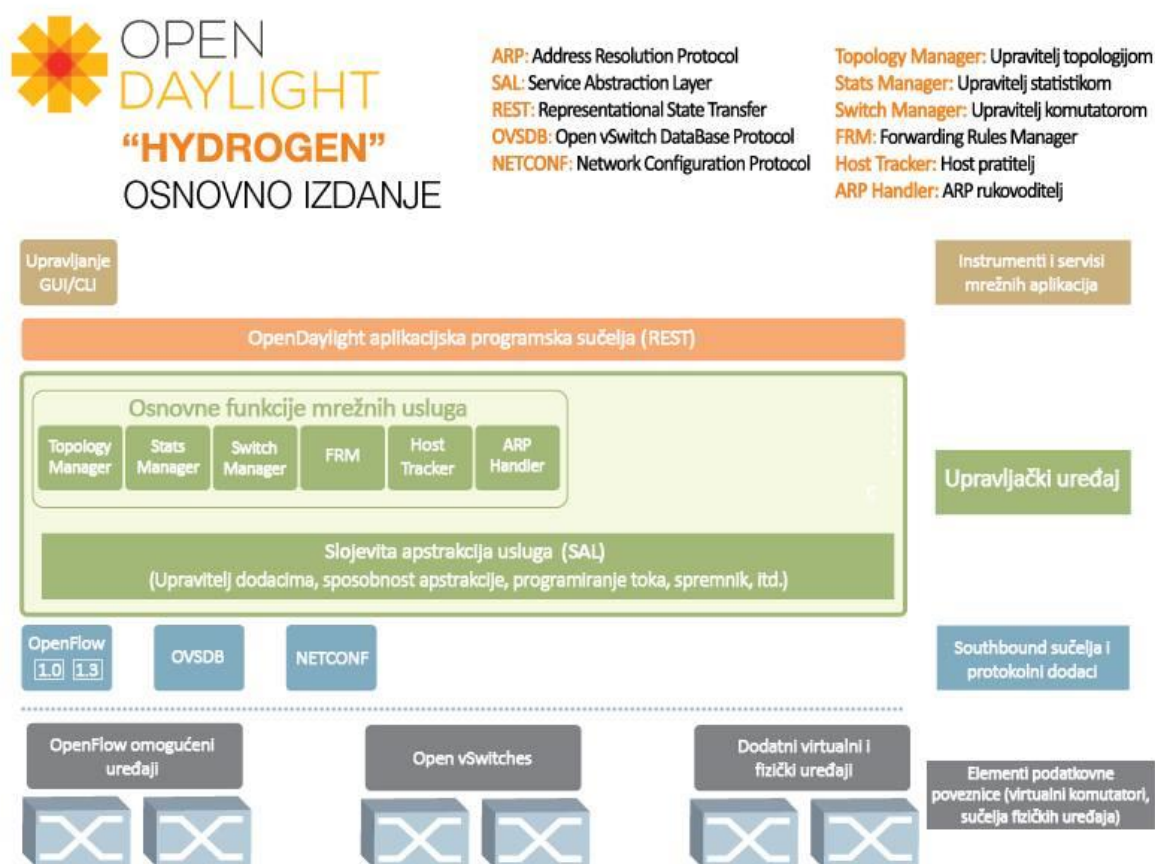 OPEN
DAYLIGHT
“HYDROGEN”
OSNOVNO IZDANJE
ARP: Address Resolution Protocol
SAL: Service Abstraction Layer
REST: Representational State Transfer
OVSDB: Open vSwitch DataBase Protocol
NETCONF: Network Configuration Protocol
Topology Manager: Upravitelj topologijom
Stats Manager: Upravitelj statistikom
Switch Manager: Upravitelj komutatorom
FRM: Forwarding Rules Manager
Host Tracker: Host pratitelj
ARP Handler: ARP rukovoditelj
Upravljanje
GUI/CLI
Instrumenti i servisi
mrežnih aplikacija
OpenDaylight aplikacijska programska sučelja (REST)
Osnovne funkcije mrežnih usluga
Topology
Manager
Stats
Manager
Switch
Manager
FRM
Host
Tracker
ARP
Handler
Upravljački uređaj
Slojevita apstrakcija usluga (SAL)
(Upravitelj dodacima, sposobnost apstrakcije, programiranje toka, spremnik, itd.)
OpenFlow
1.0 1.3
OVSDB
NETCONF
Southbound sučelja i
protokolni dodaci
OpenFlow omogućeni
uređaji
Open vSwitches
Dodatni virtualni i
fizički uređaji
Elementi podatkovne
poveznice (virtualni komutatori,
sučelja fizičkih uređaja)